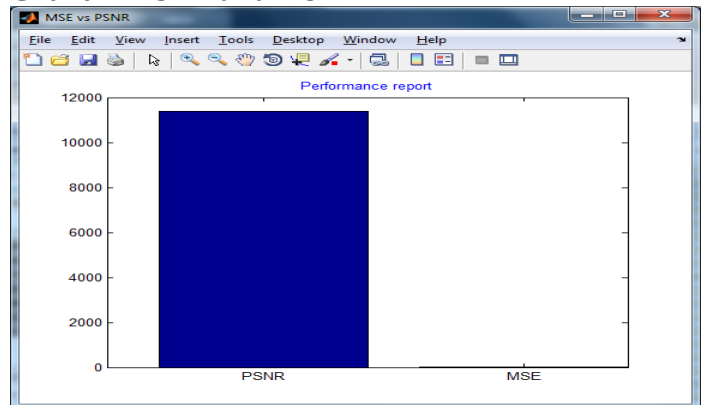 MSE vs PSNR
File Edit View Insert Tools Desktop Window Help
Performance report
12000
10000
8000
6000
4000
2000
0
PSNR MSE